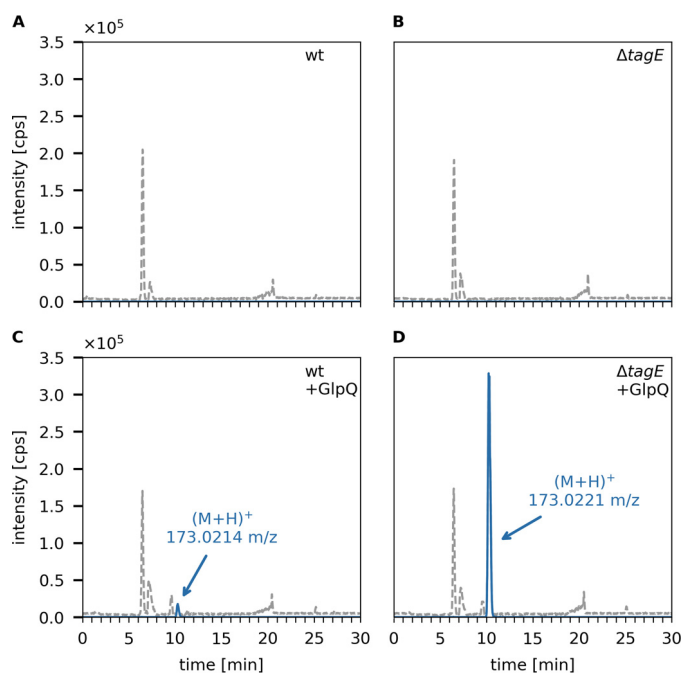 A
×10⁵
3.5
3.0
2.5
2.0
1.5
1.0
0.5
0.0
intensity [cps]
wt
B
ΔtagE
C
×10⁵
3.5
3.0
2.5
2.0
1.5
1.0
0.5
0.0
intensity [cps]
wt
+GlpQ
(M+H)⁺
173.0214 m/z
0 5 10 15 20 25 30
time [min]
D
ΔtagE
+GlpQ
(M+H)⁺
173.0221 m/z
0 5 10 15 20 25 30
time [min]